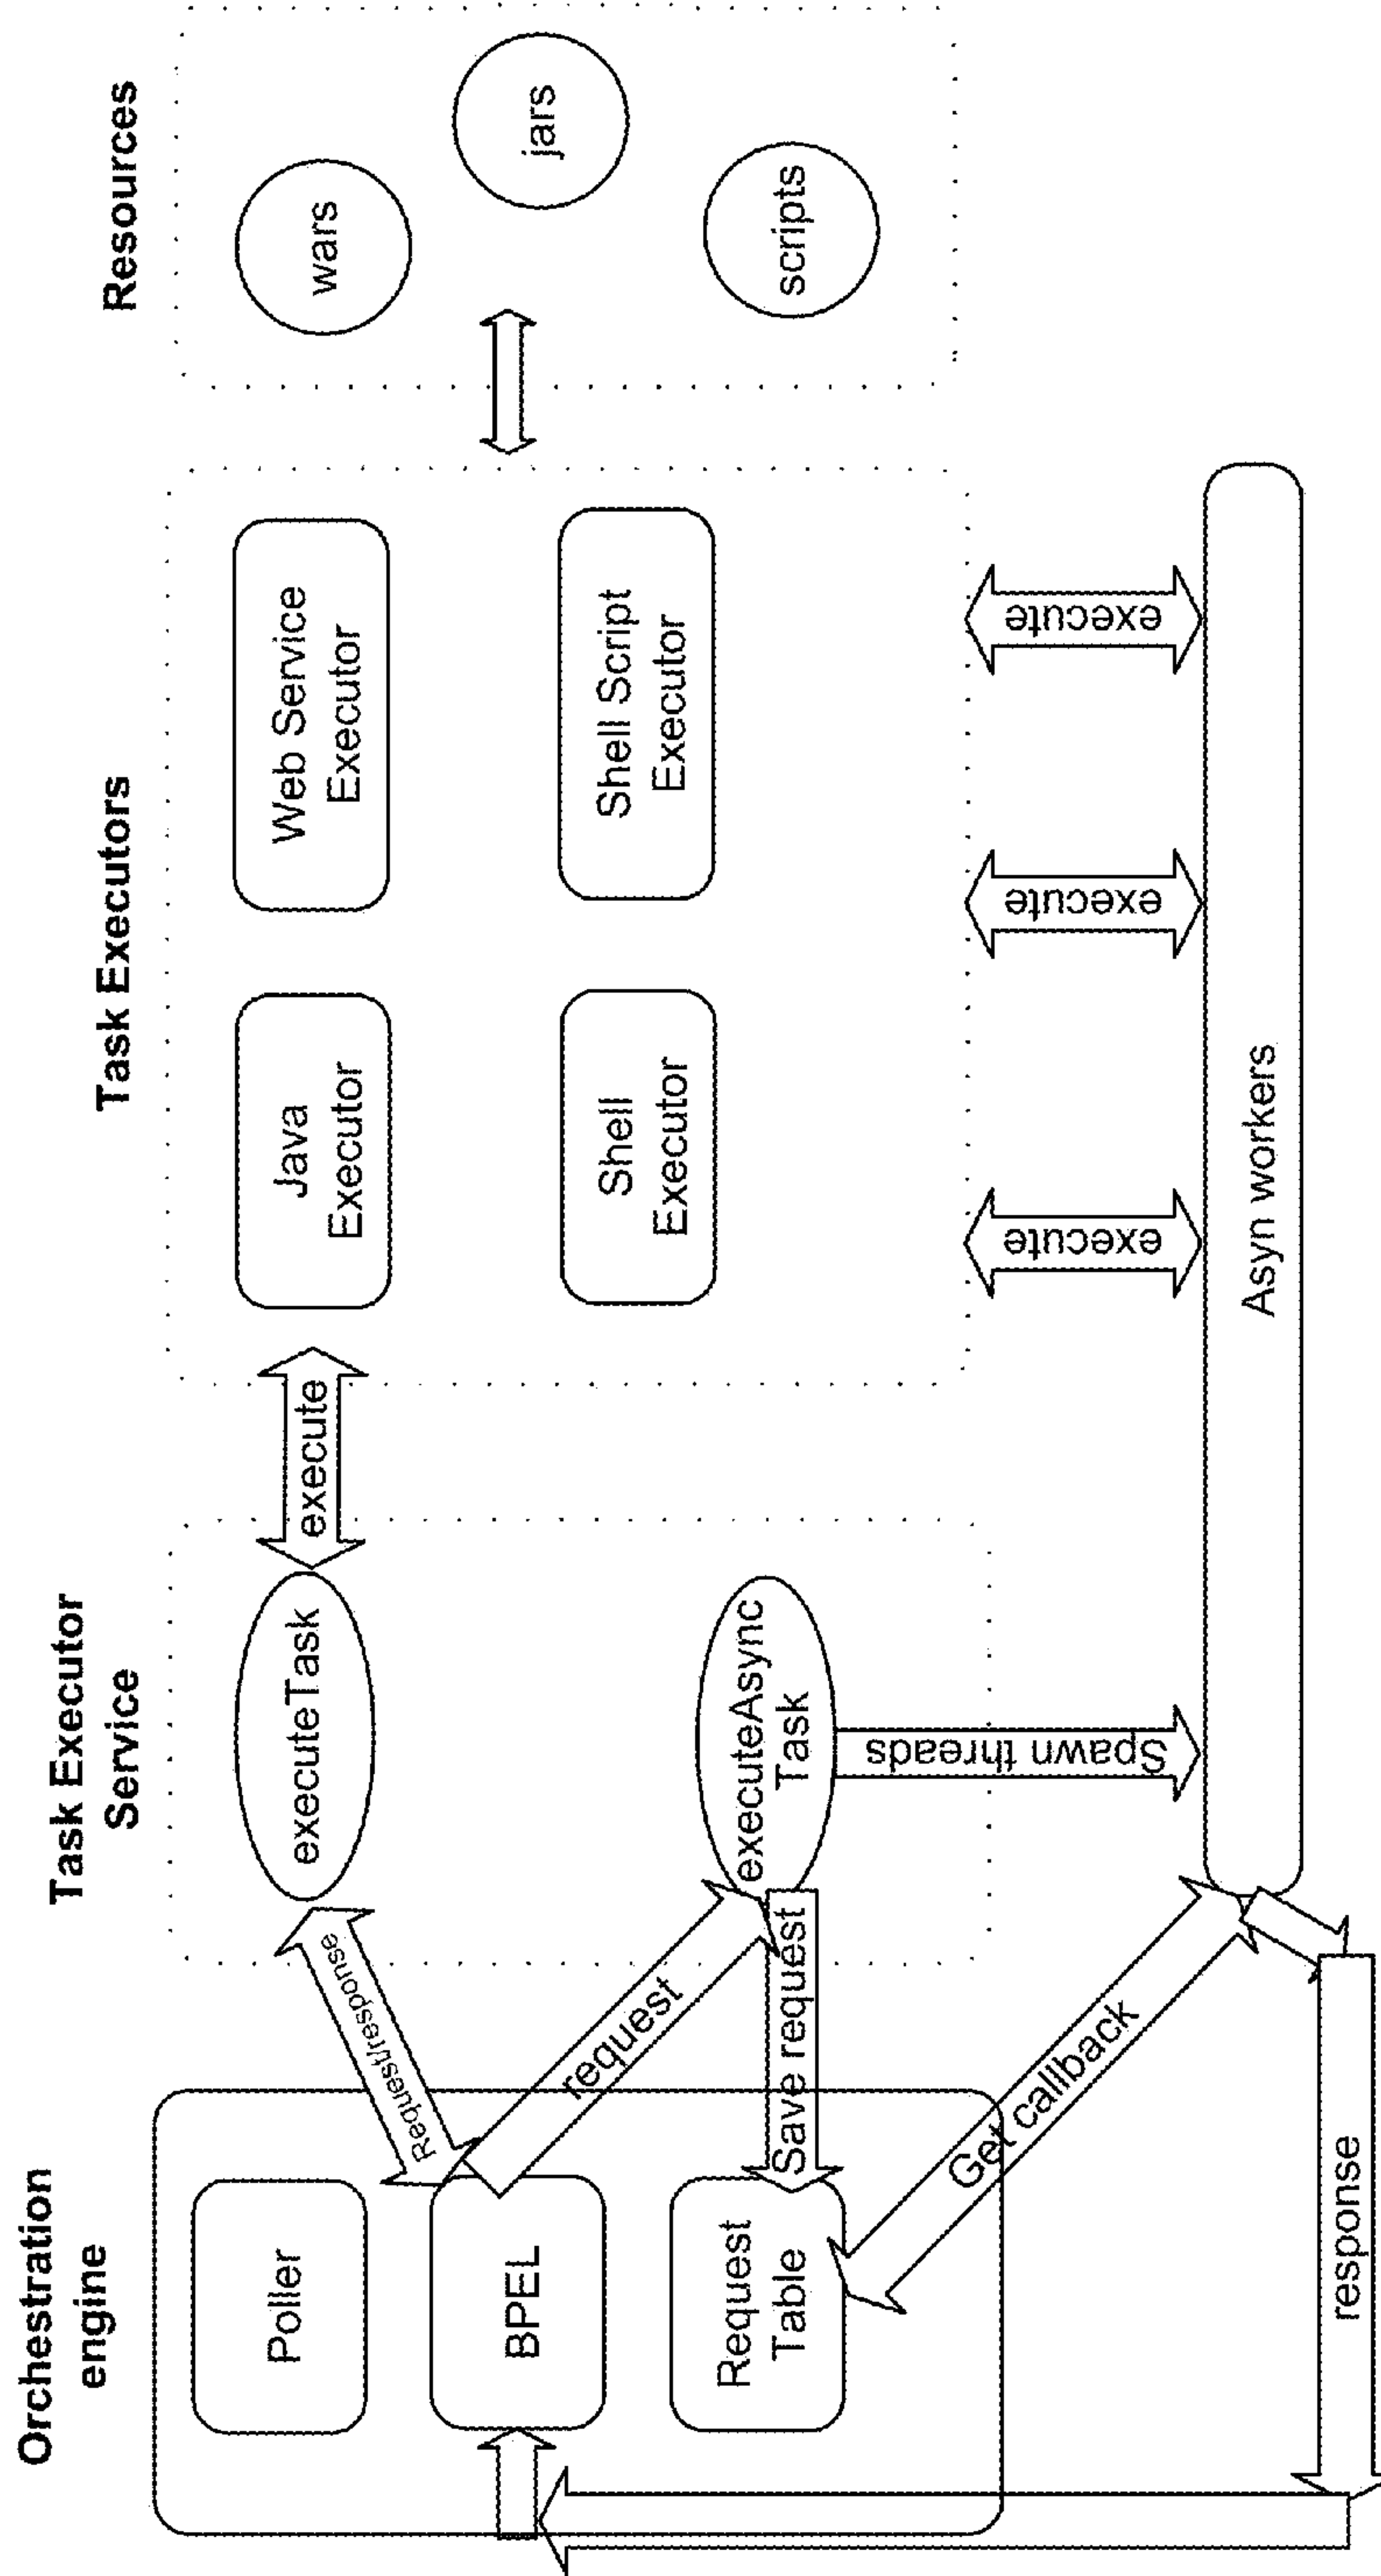 Orchestration
engine
Task Executor
Service
Task Executors
Resources
Poller
BPEL
Request
Table
Request/response
request
Save request
Get callback
response
executeTask
executeAsync
Task
Spawn threads
execute
Java
Executor
Web Service
Executor
Shell
Executor
Shell Script
Executor
execute
execute
execute
Asyn workers
wars
jars
scripts